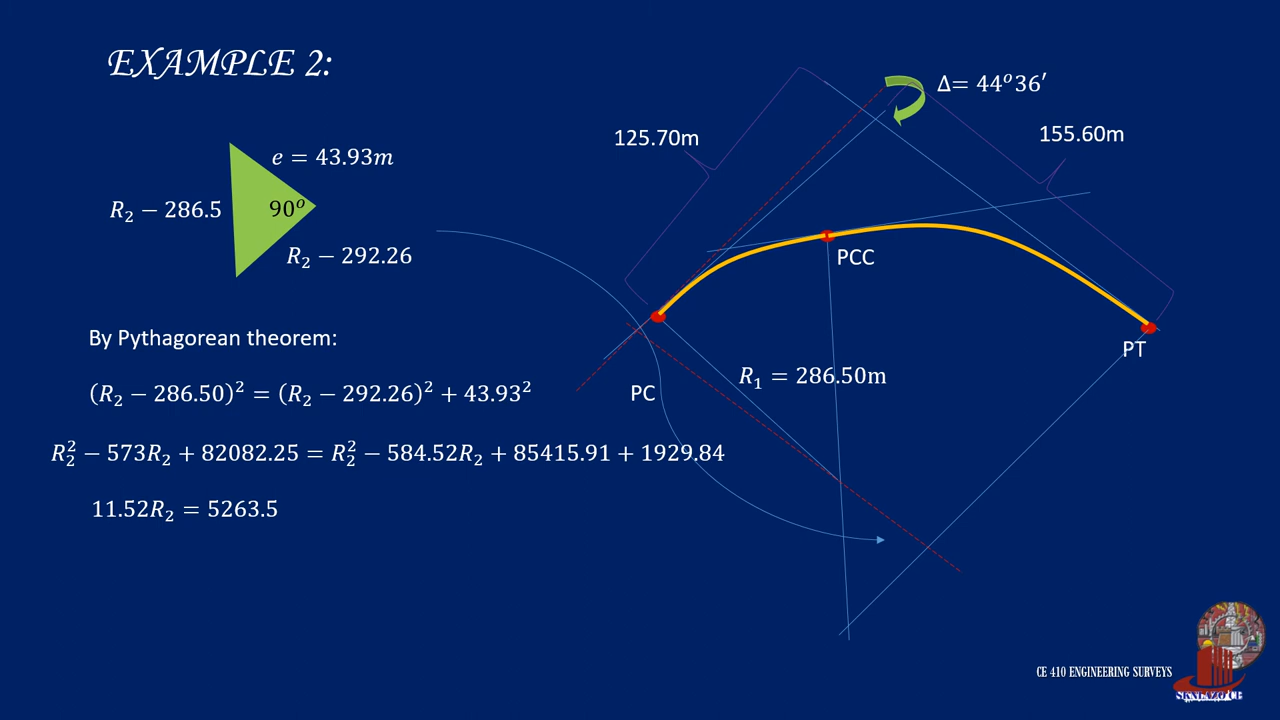 EXAMPLE 2:
Δ= 44°36′
125.70m
155.60m
e = 43.93m
R₂ − 286.5
90°
R₂ − 292.26
PCC
PT
By Pythagorean theorem:
R₁ = 286.50m
PC
(R₂ − 286.50)² = (R₂ − 292.26)² + 43.93²
R₂² − 573R₂ + 82082.25 = R₂² − 584.52R₂ + 85415.91 + 1929.84
11.52R₂ = 5263.5
CE 410 ENGINEERING SURVEYS